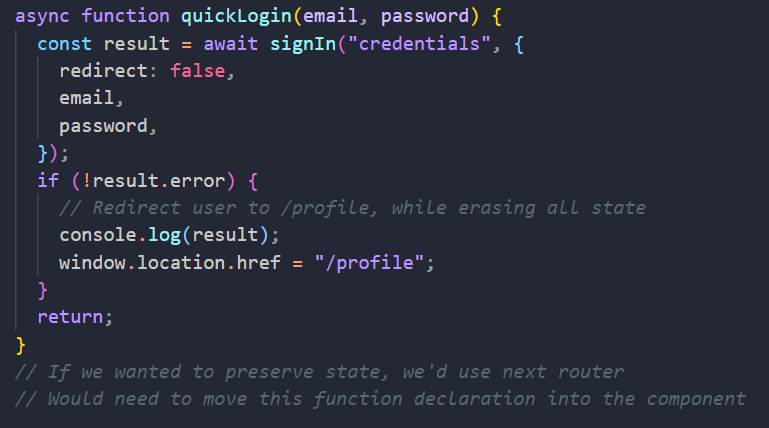 async function quickLogin(email, password) {
  const result = await signIn("credentials", {
    redirect: false,
    email,
    password,
  });
  if (!result.error) {
    // Redirect user to /profile, while erasing all state
    console.log(result);
    window.location.href = "/profile";
  }
  return;
}
// If we wanted to preserve state, we'd use next router
// Would need to move this function declaration into the component